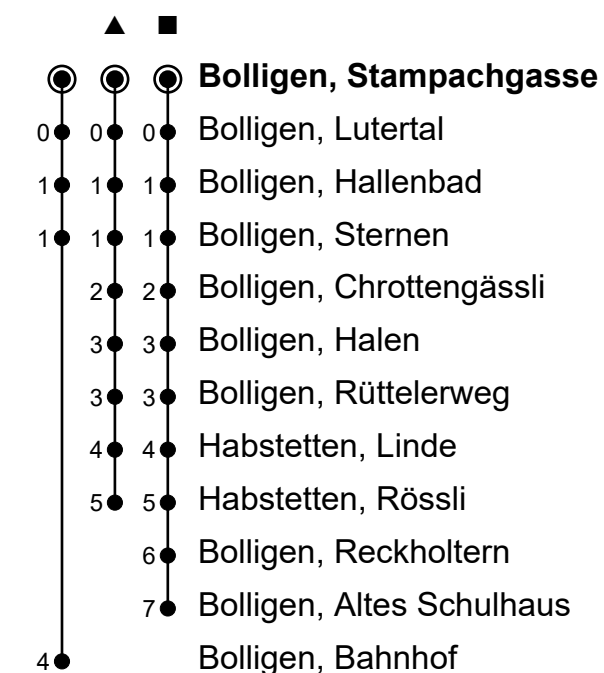 ▲ ■
Bolligen, Stampachgasse
0 0 0 Bolligen, Lutertal
1 1 1 Bolligen, Hallenbad
1 1 1 Bolligen, Sternen
2 2 Bolligen, Chrottengässli
3 3 Bolligen, Halen
3 3 Bolligen, Rüttelerweg
4 4 Habstetten, Linde
5 5 Habstetten, Rössli
6 Bolligen, Reckholtern
7 Bolligen, Altes Schulhaus
4 Bolligen, Bahnhof